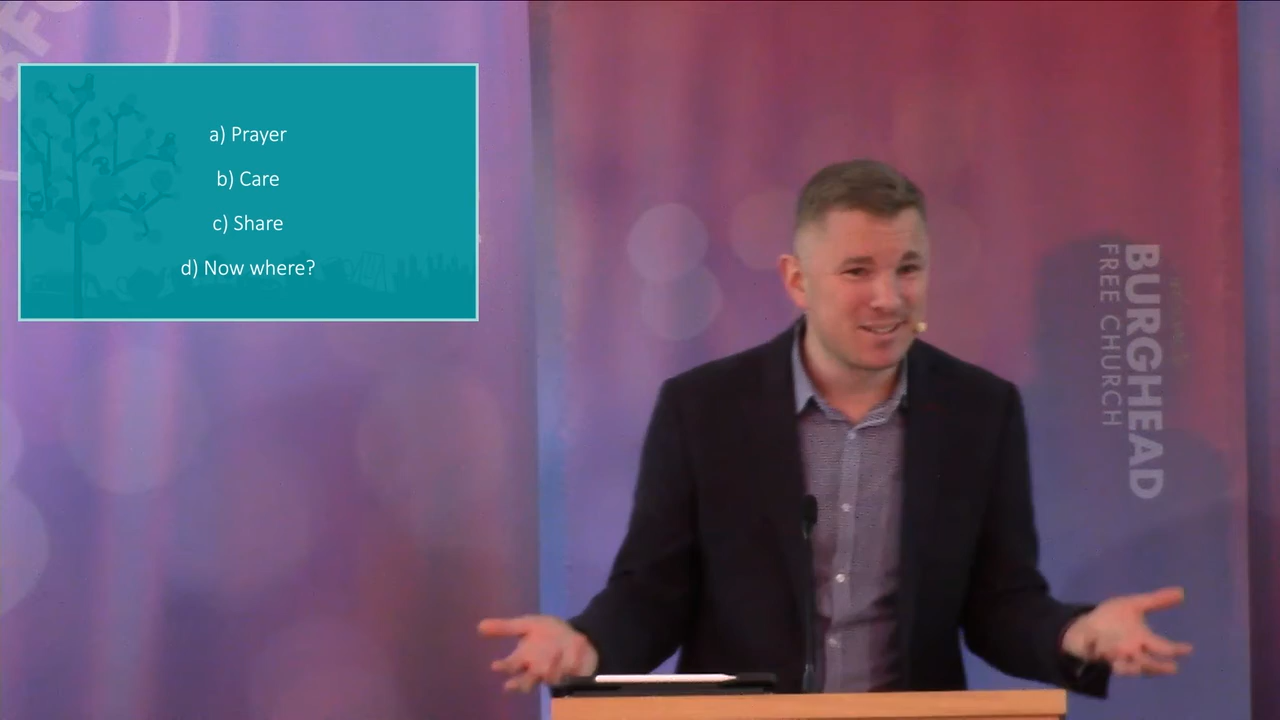 a) Prayer
b) Care
c) Share
d) Now where?
BURGHEAD
FREE CHURCH